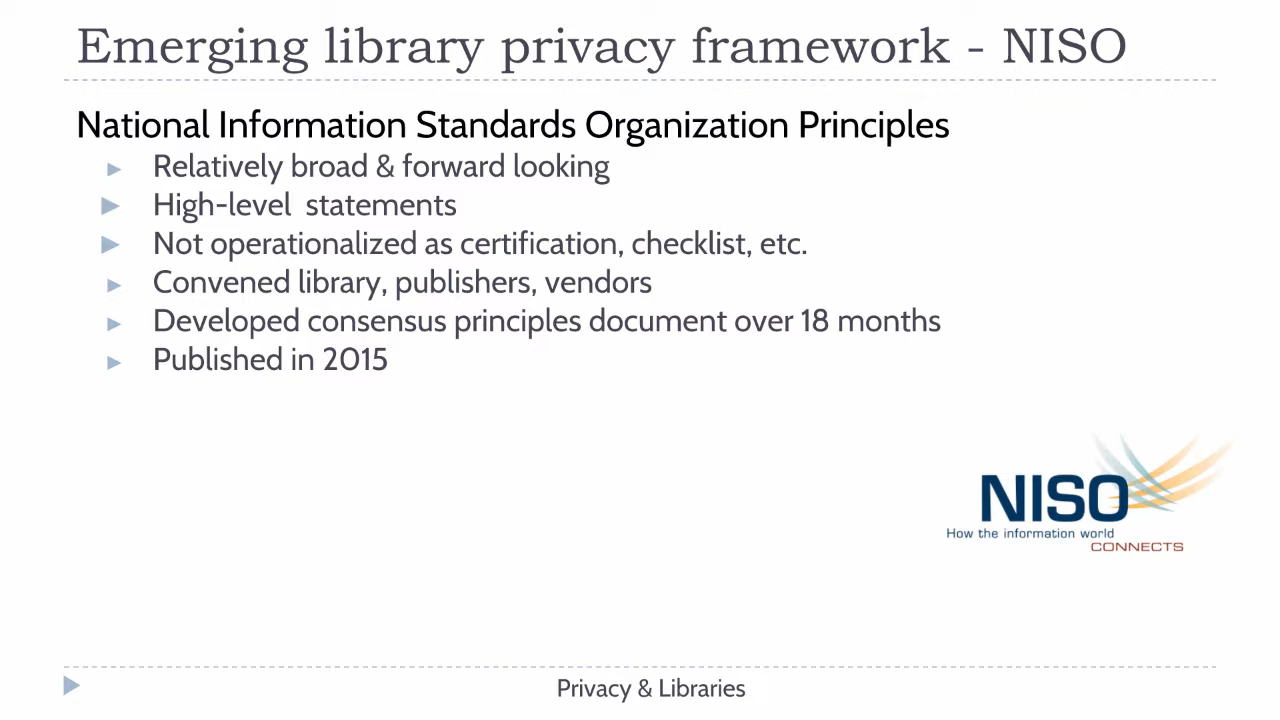 Emerging library privacy framework - NISO
National Information Standards Organization Principles
Relatively broad & forward looking
High-level statements
Not operationalized as certification, checklist, etc.
Convened library, publishers, vendors
Developed consensus principles document over 18 months
Published in 2015
NISO
How the information world
CONNECTS
Privacy & Libraries